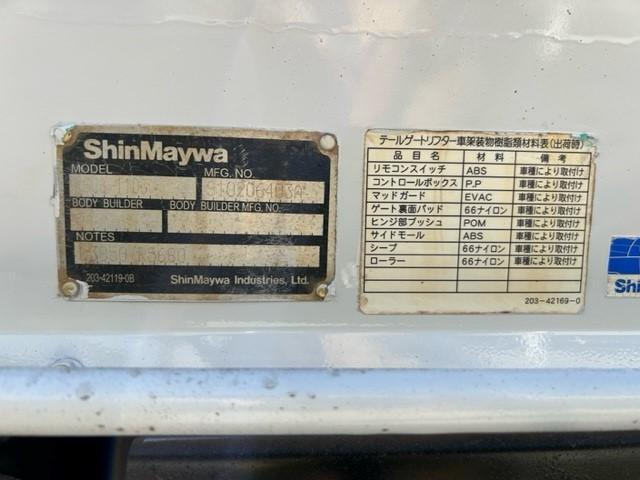 ShinMaywa
MODEL
MFG. NO.
BODY BUILDER
BODY BUILDER MFG. NO.
NOTES
203-42119-0B
ShinMaywa Industries, Ltd.
テールゲートリフター車架装物樹脂類材料表(出荷時)
品目名 材料 備考
リモコンスイッチ ABS 車種により取付け
コントロールボックス P.P 車種により取付け
マッドガード EVAC 車種により取付け
ゲート裏面パッド 66ナイロン 車種により取付け
ヒンジ部ブッシュ POM 車種により取付け
サイドモール ABS 車種により取付け
シーブ 66ナイロン 車種により取付け
ローラー 66ナイロン 車種により取付け
203-42169-0
Shi